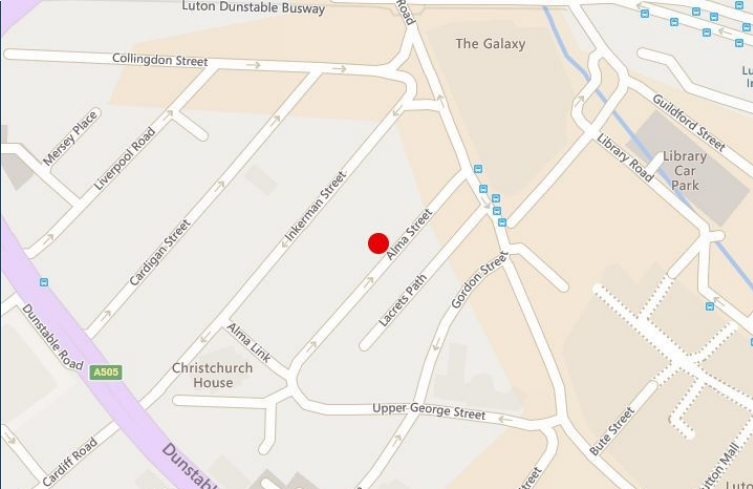 Luton Dunstable Busway
Road
The Galaxy
Collingdon Street
Guildford Street
Mersey Place
Liverpool Road
Library Road
Library
Car
Park
Inkerman Street
Cardigan Street
Alma Street
Gordon Street
Lacrets Path
Dunstable Road
Alma Link
A505
Christchurch
House
Upper George Street
Bute Street
Cardiff Road